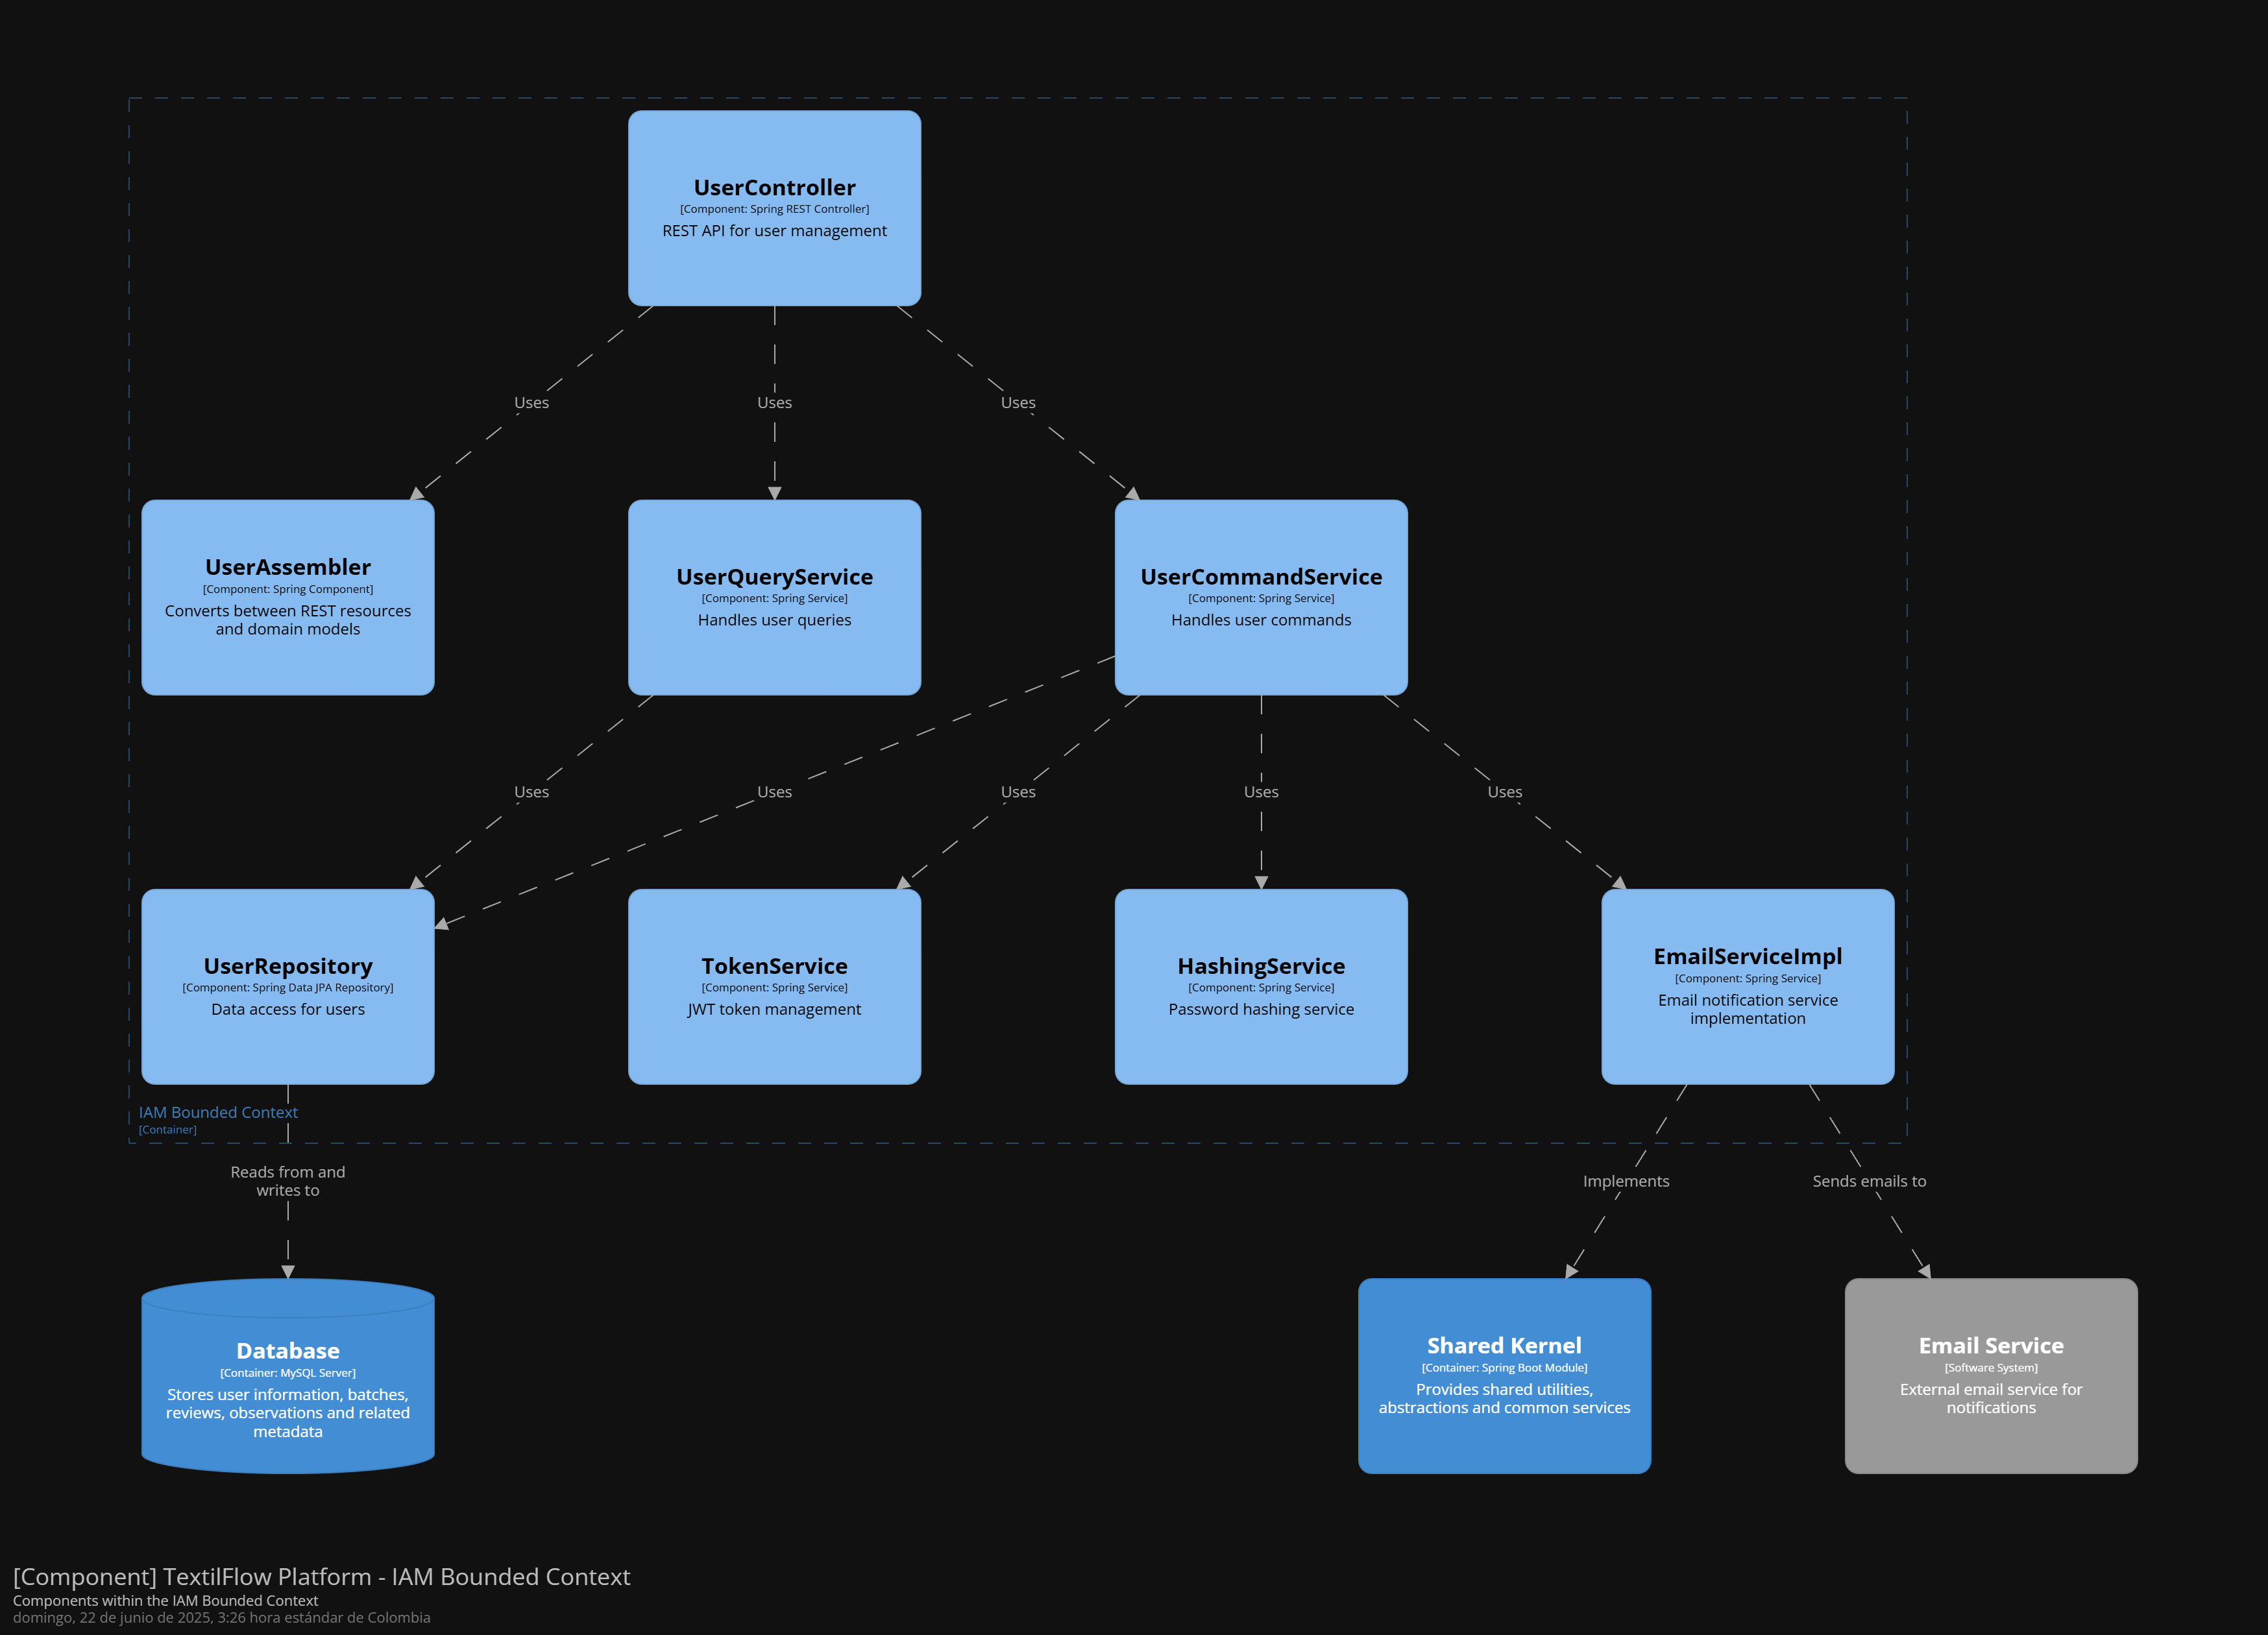 UserController
[Component: Spring REST Controller]
REST API for user management
Uses
Uses
Uses
UserAssembler
[Component: Spring Component]
Converts between REST resources
and domain models
UserQueryService
[Component: Spring Service]
Handles user queries
UserCommandService
[Component: Spring Service]
Handles user commands
Uses
Uses
Uses
Uses
Uses
UserRepository
[Component: Spring Data JPA Repository]
Data access for users
TokenService
[Component: Spring Service]
JWT token management
HashingService
[Component: Spring Service]
Password hashing service
EmailServiceImpl
[Component: Spring Service]
Email notification service
implementation
IAM Bounded Context
[Container]
Reads from and
writes to
Implements
Sends emails to
Database
[Container: MySQL Server]
Stores user information, batches,
reviews, observations and related
metadata
Shared Kernel
[Container: Spring Boot Module]
Provides shared utilities,
abstractions and common services
Email Service
[Software System]
External email service for
notifications
[Component] TextilFlow Platform - IAM Bounded Context
Components within the IAM Bounded Context
domingo, 22 de junio de 2025, 3:26 hora estándar de Colombia